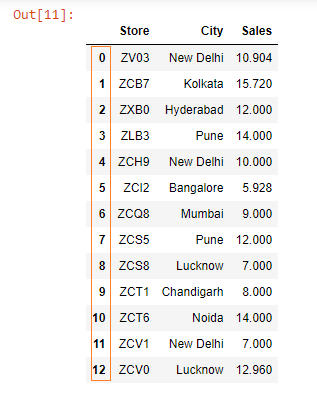 Out[11]:
Store City Sales
0 ZV03 New Delhi 10.904
1 ZCB7 Kolkata 15.720
2 ZXB0 Hyderabad 12.000
3 ZLB3 Pune 14.000
4 ZCH9 New Delhi 10.000
5 ZCI2 Bangalore 5.928
6 ZCQ8 Mumbai 9.000
7 ZCS5 Pune 12.000
8 ZCS8 Lucknow 7.000
9 ZCT1 Chandigarh 8.000
10 ZCT6 Noida 14.000
11 ZCV1 New Delhi 7.000
12 ZCV0 Lucknow 12.960